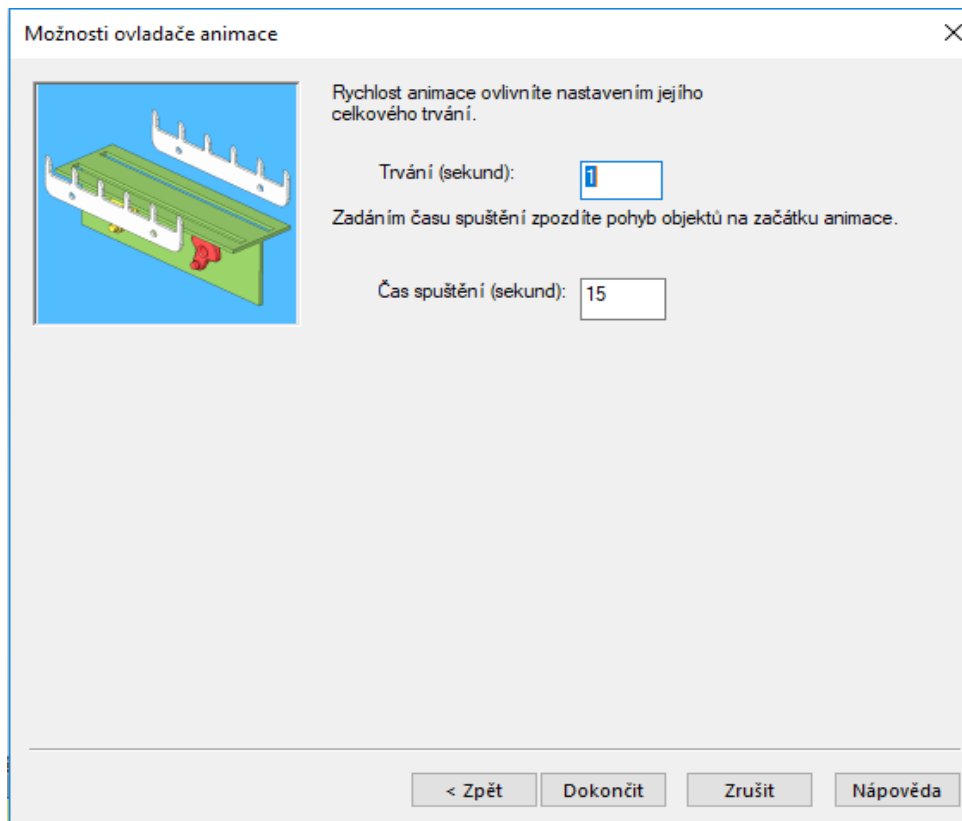 Možnosti ovladače animace
Rychlost animace ovlivníte nastavením jejího
celkového trvání.
Trvání (sekund): 1
Zadáním času spuštění zpozdíte pohyb objektů na začátku animace.
Čas spuštění (sekund): 15
< Zpět Dokončit Zrušit Nápověda